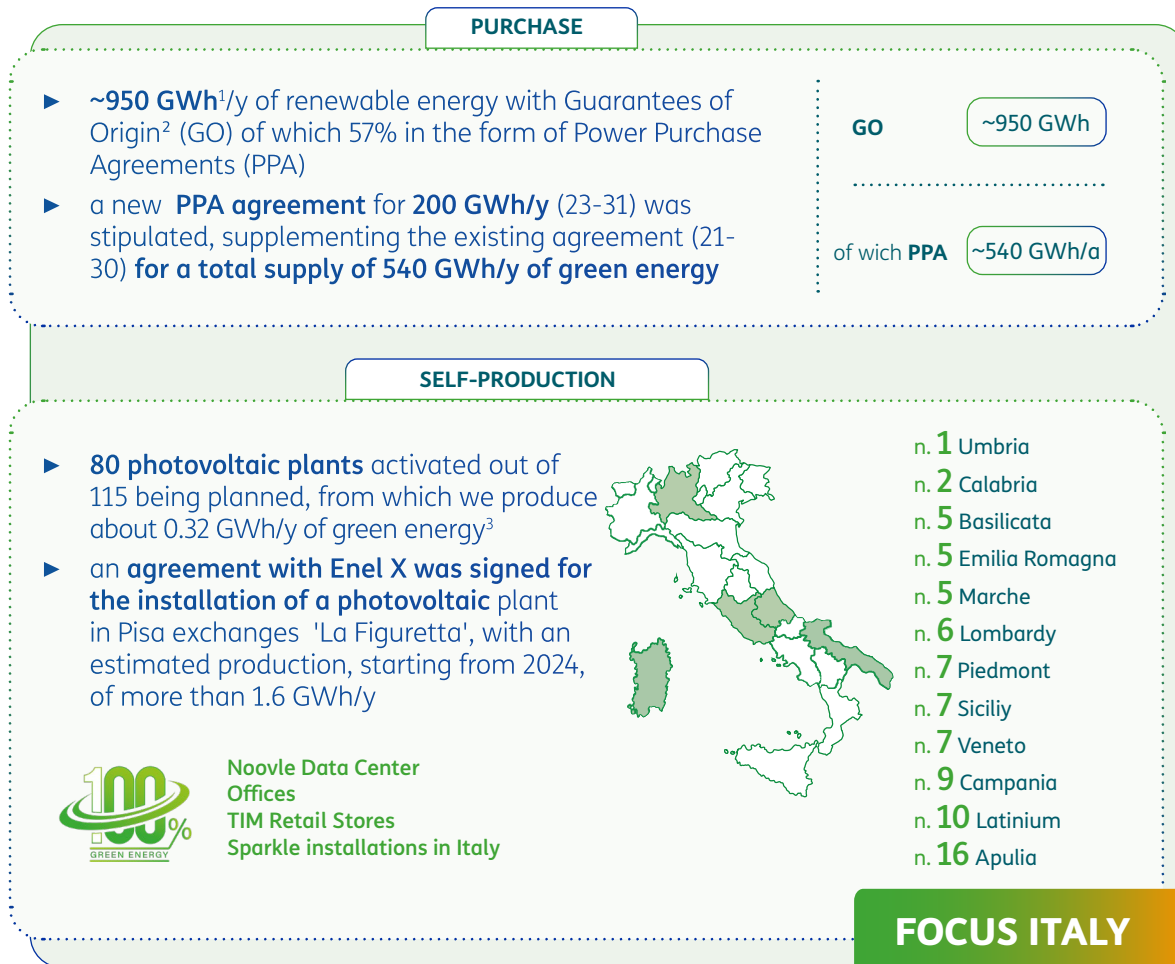 PURCHASE
► ~950 GWh¹/y of renewable energy with Guarantees of
Origin² (GO) of which 57% in the form of Power Purchase
Agreements (PPA)
► a new PPA agreement for 200 GWh/y (23-31) was
stipulated, supplementing the existing agreement (21-
30) for a total supply of 540 GWh/y of green energy
GO ~950 GWh
of wich PPA ~540 GWh/a
SELF-PRODUCTION
► 80 photovoltaic plants activated out of
115 being planned, from which we produce
about 0.32 GWh/y of green energy³
► an agreement with Enel X was signed for
the installation of a photovoltaic plant
in Pisa exchanges 'La Figuretta', with an
estimated production, starting from 2024,
of more than 1.6 GWh/y
100%
GREEN ENERGY
Noovle Data Center
Offices
TIM Retail Stores
Sparkle installations in Italy
n. 1 Umbria
n. 2 Calabria
n. 5 Basilicata
n. 5 Emilia Romagna
n. 5 Marche
n. 6 Lombardy
n. 7 Piedmont
n. 7 Siciliy
n. 7 Veneto
n. 9 Campania
n. 10 Latinium
n. 16 Apulia
FOCUS ITALY